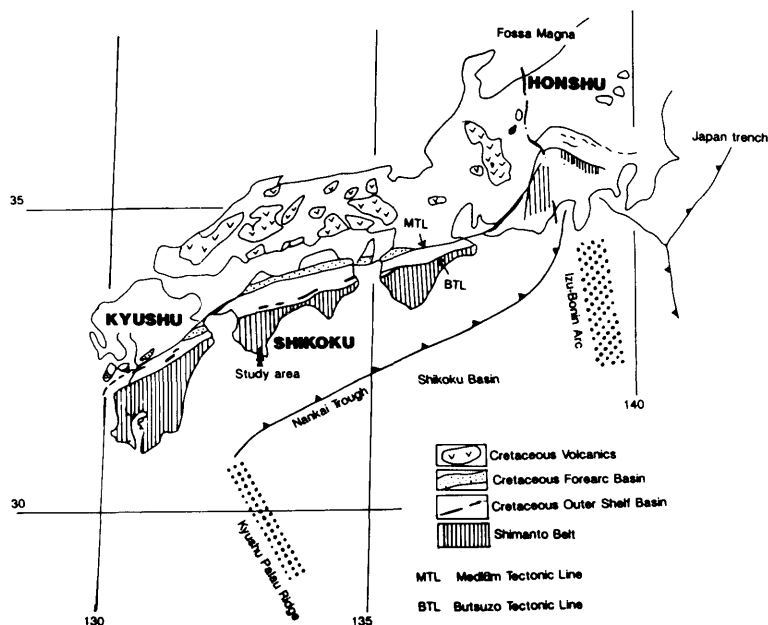 Fossa Magna
HONSHU
Japan trench
35
MTL
BTL
Izu-Bonin Arc
KYUSHU
SHIKOKU
Study area
Shikoku Basin
Nankai Trough
140
Cretaceous Volcanics
Cretaceous Forearc Basin
30
Cretaceous Outer Shelf Basin
Shimanto Belt
Kyushu Palau Ridge
MTL Tectonic Line
BTL Butsuzo Tectonic Line
130
135